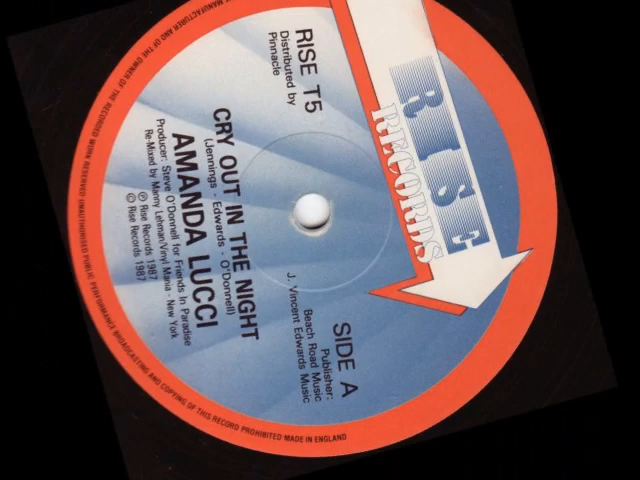 RISE
RECORDS
RISE T5
Distributed by
Pinnacle
SIDE A
Publisher:
Beach Road Music
J. Vincent Edwards Music
CRY OUT IN THE NIGHT
(Jennings - Edwards - O'Donnell)
AMANDA LUCCI
Producer: Steve O'Donnell for Friends In Paradise
Re-Mixed by Manny Lehman/Vinyl Mania - New York
Ⓟ Rise Records 1987
© Rise Records 1987
MANUFACTURER AND OF THE OWNER OF THE RECORDED WORK RESERVED UNAUTHORISED PUBLIC PERFORMANCE BROADCASTING AND COPYING OF THIS RECORD PROHIBITED MADE IN ENGLAND